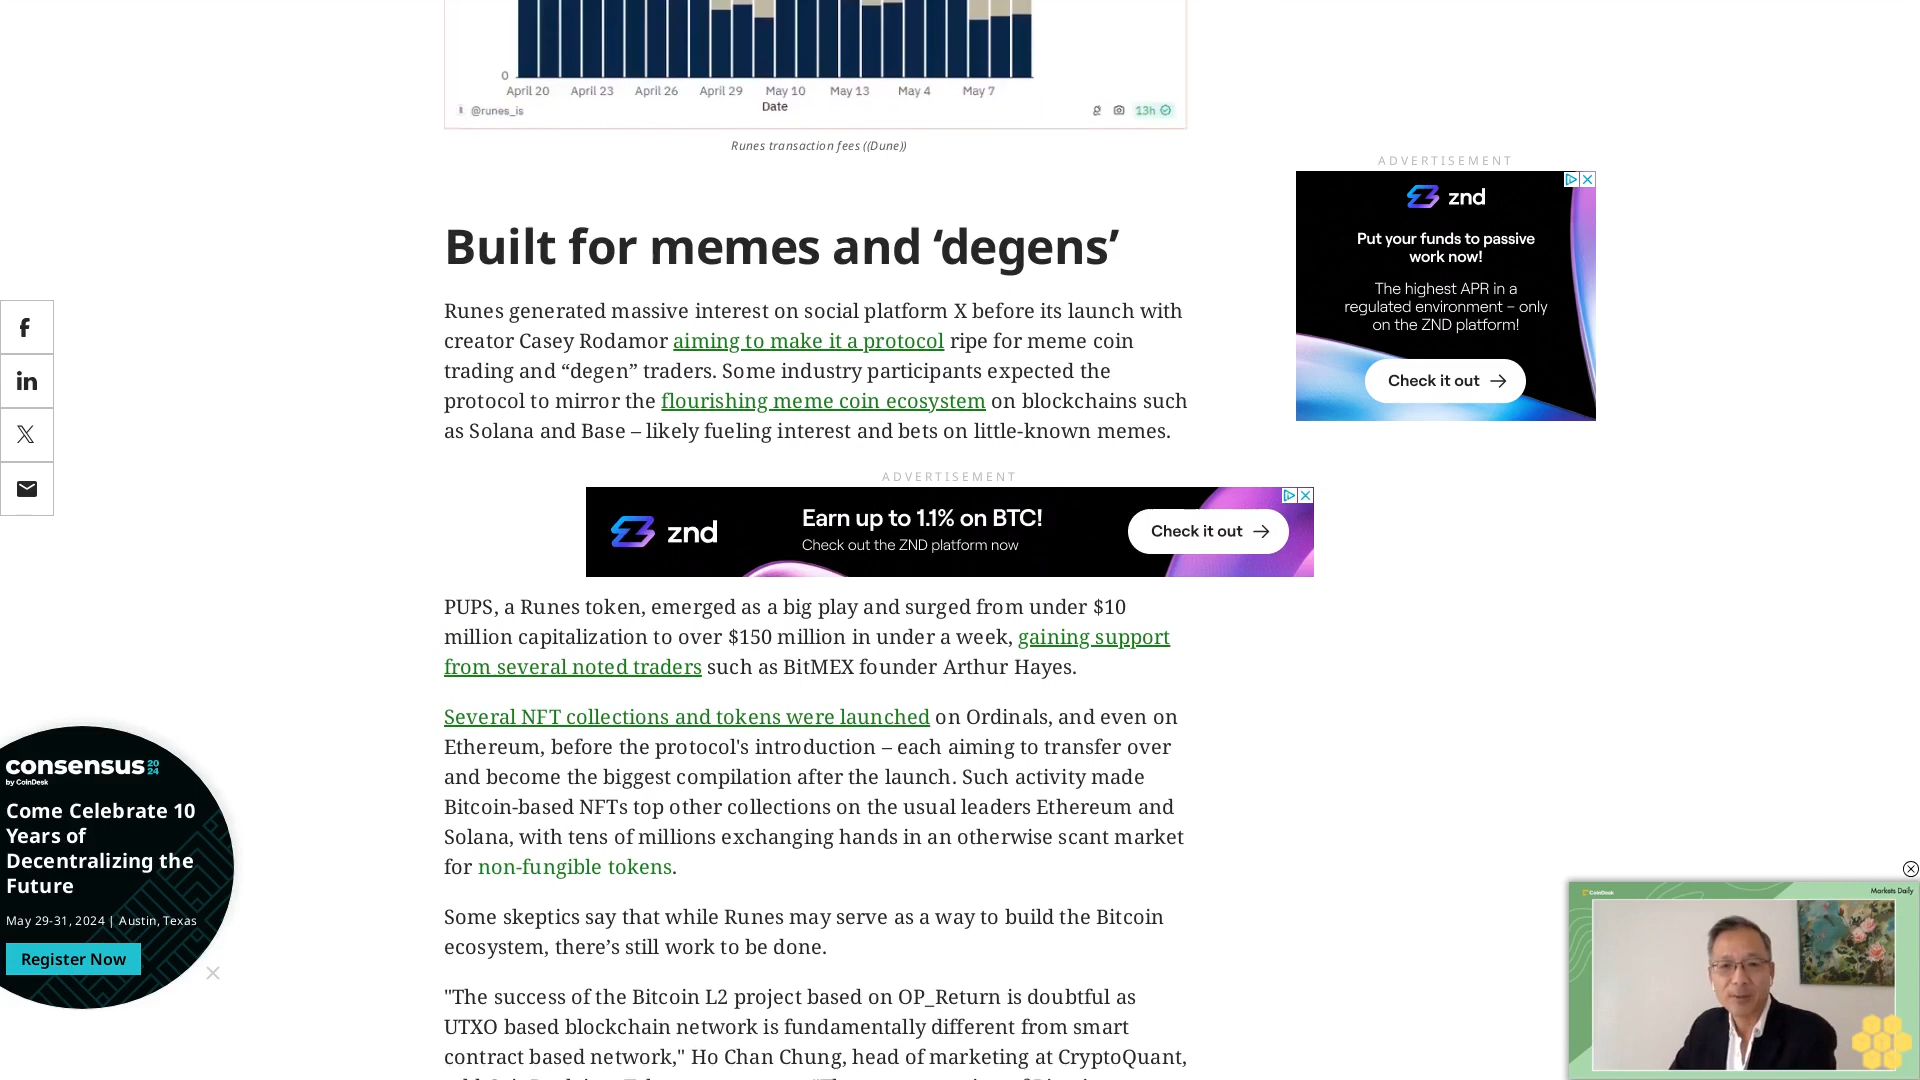 0
April 20 April 23 April 26 April 29 May 10 May 13 May 4 May 7
Date
@runes_is
13h
Runes transaction fees ((Dune))
Built for memes and ‘degens’
Runes generated massive interest on social platform X before its launch with
creator Casey Rodamor aiming to make it a protocol ripe for meme coin
trading and “degen” traders. Some industry participants expected the
protocol to mirror the flourishing meme coin ecosystem on blockchains such
as Solana and Base – likely fueling interest and bets on little-known memes.
ADVERTISEMENT
znd
Earn up to 1.1% on BTC!
Check out the ZND platform now
Check it out
PUPS, a Runes token, emerged as a big play and surged from under $10
million capitalization to over $150 million in under a week, gaining support
from several noted traders such as BitMEX founder Arthur Hayes.
Several NFT collections and tokens were launched on Ordinals, and even on
Ethereum, before the protocol's introduction – each aiming to transfer over
and become the biggest compilation after the launch. Such activity made
Bitcoin-based NFTs top other collections on the usual leaders Ethereum and
Solana, with tens of millions exchanging hands in an otherwise scant market
for non-fungible tokens.
Some skeptics say that while Runes may serve as a way to build the Bitcoin
ecosystem, there’s still work to be done.
"The success of the Bitcoin L2 project based on OP_Return is doubtful as
UTXO based blockchain network is fundamentally different from smart
contract based network," Ho Chan Chung, head of marketing at CryptoQuant,
ADVERTISEMENT
znd
Put your funds to passive
work now!
The highest APR in a
regulated environment – only
on the ZND platform!
Check it out
consensus 2024
by CoinDesk
Come Celebrate 10
Years of
Decentralizing the
Future
May 29-31, 2024 | Austin, Texas
Register Now
CoinDesk
Markets Daily